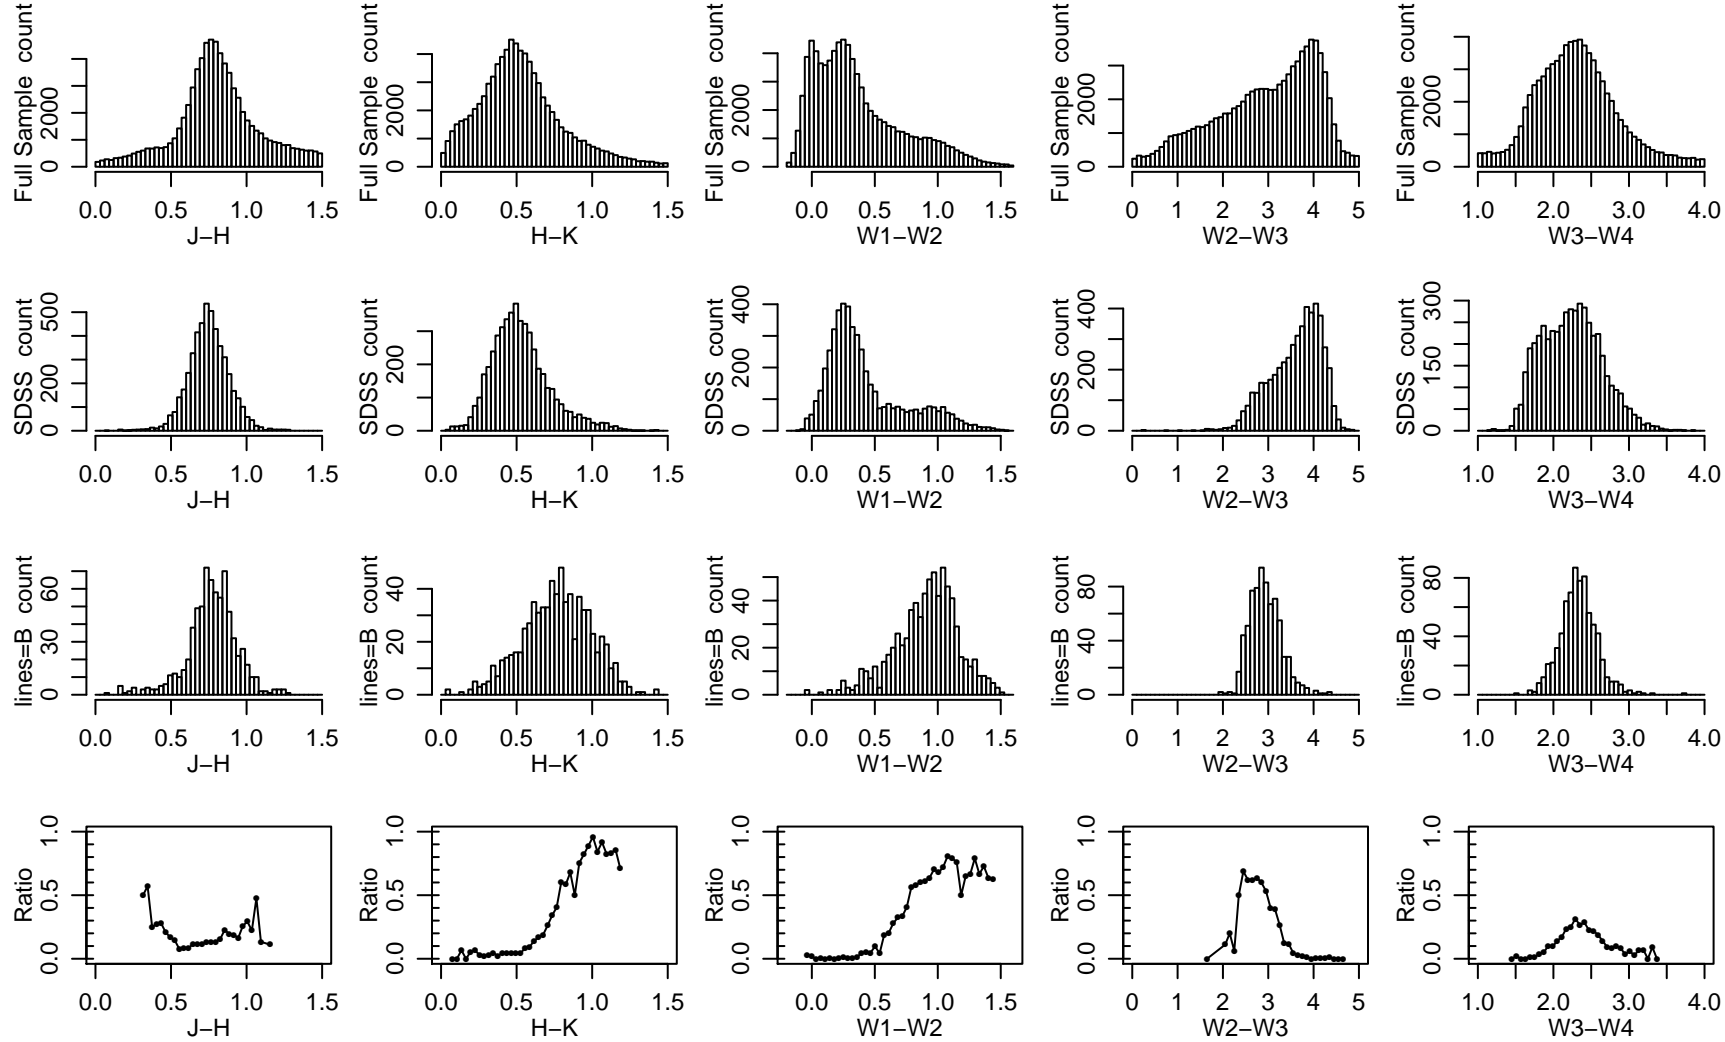 Full Sample count
0 2000
0.0 0.5 1.0 1.5
J−H
Full Sample count
0 2000
0.0 0.5 1.0 1.5
H−K
Full Sample count
0 2000
0.0 0.5 1.0 1.5
W1−W2
Full Sample count
0 2000
0 1 2 3 4 5
W2−W3
Full Sample count
0 2000
1.0 2.0 3.0 4.0
W3−W4
SDSS count
0 200 500
0.0 0.5 1.0 1.5
J−H
SDSS count
0 200
0.0 0.5 1.0 1.5
H−K
SDSS count
0 200 400
0.0 0.5 1.0 1.5
W1−W2
SDSS count
0 200 400
0 1 2 3 4 5
W2−W3
SDSS count
0 150 300
1.0 2.0 3.0 4.0
W3−W4
lines=B count
0 30 60
0.0 0.5 1.0 1.5
J−H
lines=B count
0 20 40
0.0 0.5 1.0 1.5
H−K
lines=B count
0 20 40
0.0 0.5 1.0 1.5
W1−W2
lines=B count
0 40 80
0 1 2 3 4 5
W2−W3
lines=B count
0 40 80
1.0 2.0 3.0 4.0
W3−W4
Ratio
0.0 0.5 1.0
0.0 0.5 1.0 1.5
J−H
Ratio
0.0 0.5 1.0
0.0 0.5 1.0 1.5
H−K
Ratio
0.0 0.5 1.0
0.0 0.5 1.0 1.5
W1−W2
Ratio
0.0 0.5 1.0
0 1 2 3 4 5
W2−W3
Ratio
0.0 0.5 1.0
1.0 2.0 3.0 4.0
W3−W4